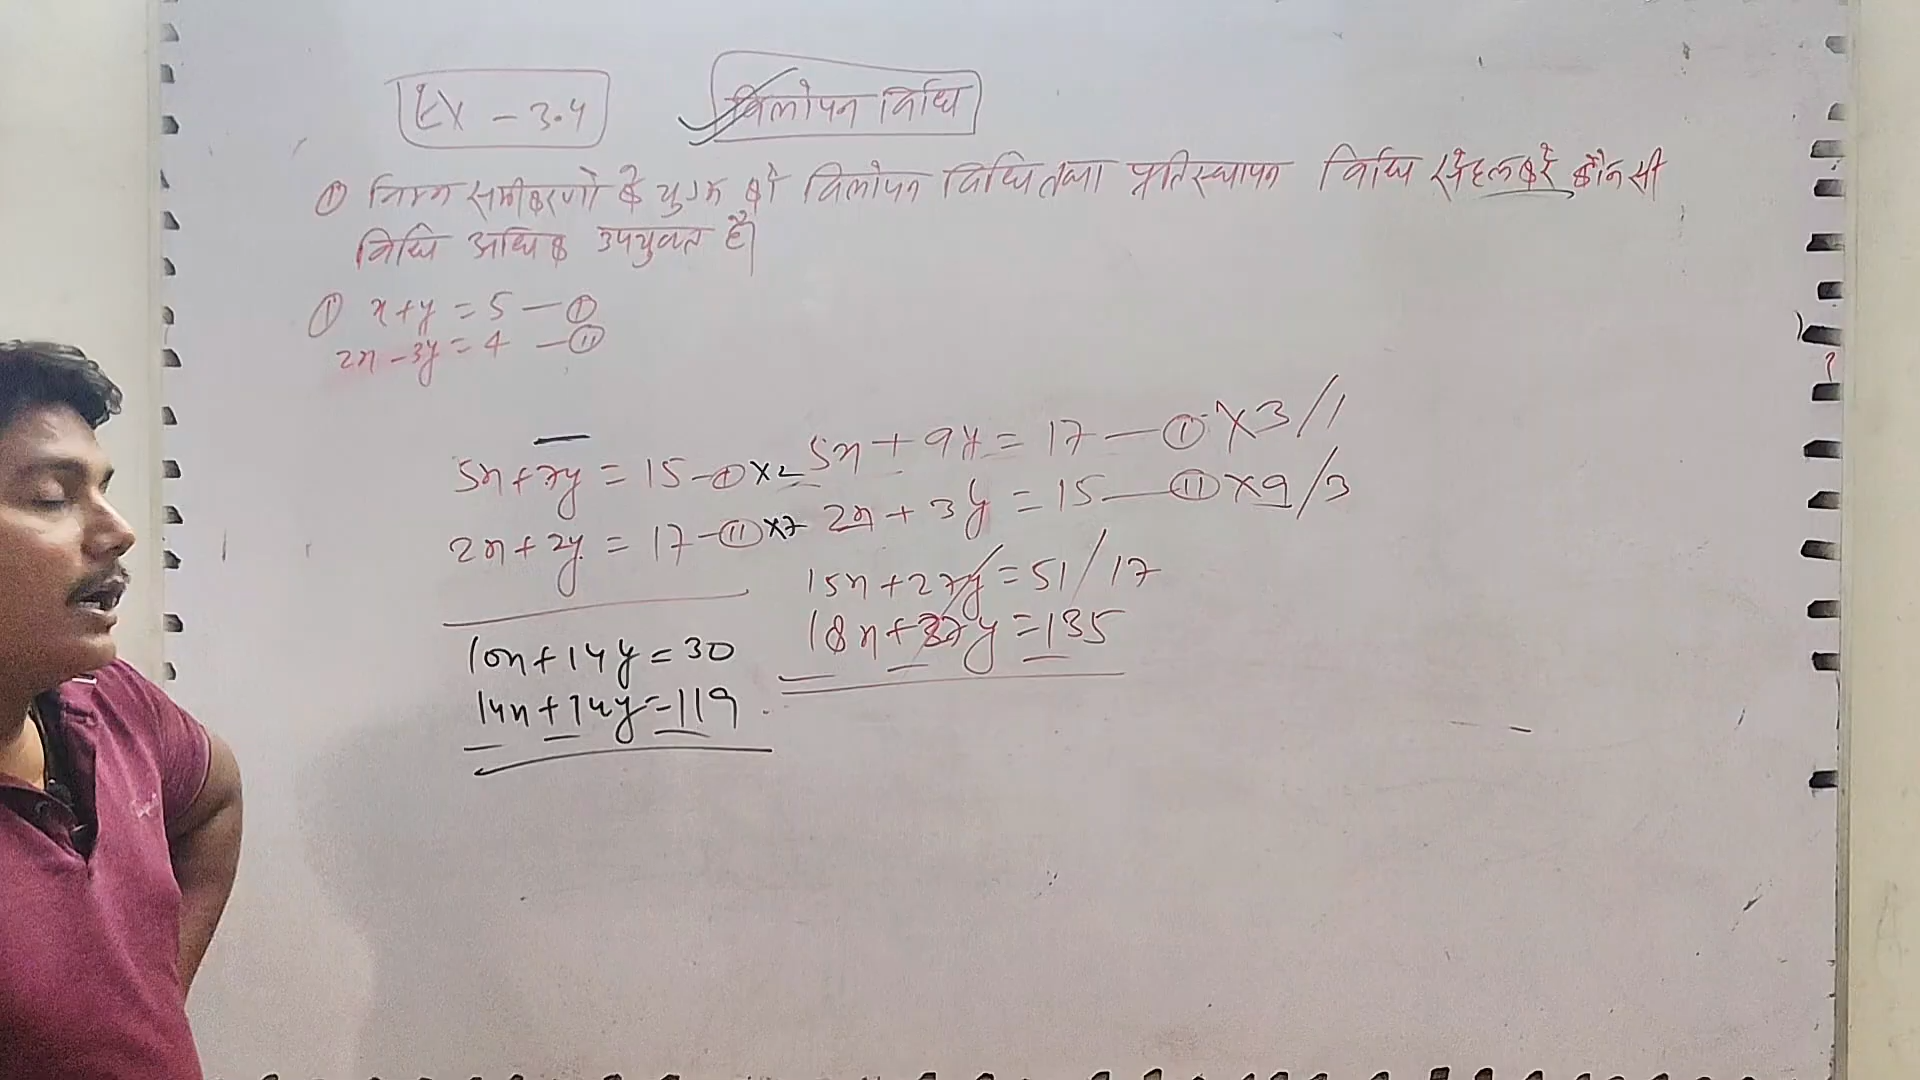 Ex - 3.4
विलोपन विधि
① निम्न समीकरणो के युग्म को विलोपन विधि तथा प्रतिस्थापन विधि से हल करें कौन सी
विधि अधिक उपयुक्त है।
① x+y = 5 — ①
2x - 3y = 4 — ⑪
5x + 7y = 15 - ① ×2
2x + 2y = 17 - ⑪ ×7
10x + 14y = 30
14x + 14y = 119
5x + 9y = 17 — ① ×3/1
2x + 3y = 15 — ⑪ ×9/3
15x + 27y = 51/17
18x + 27y = 135